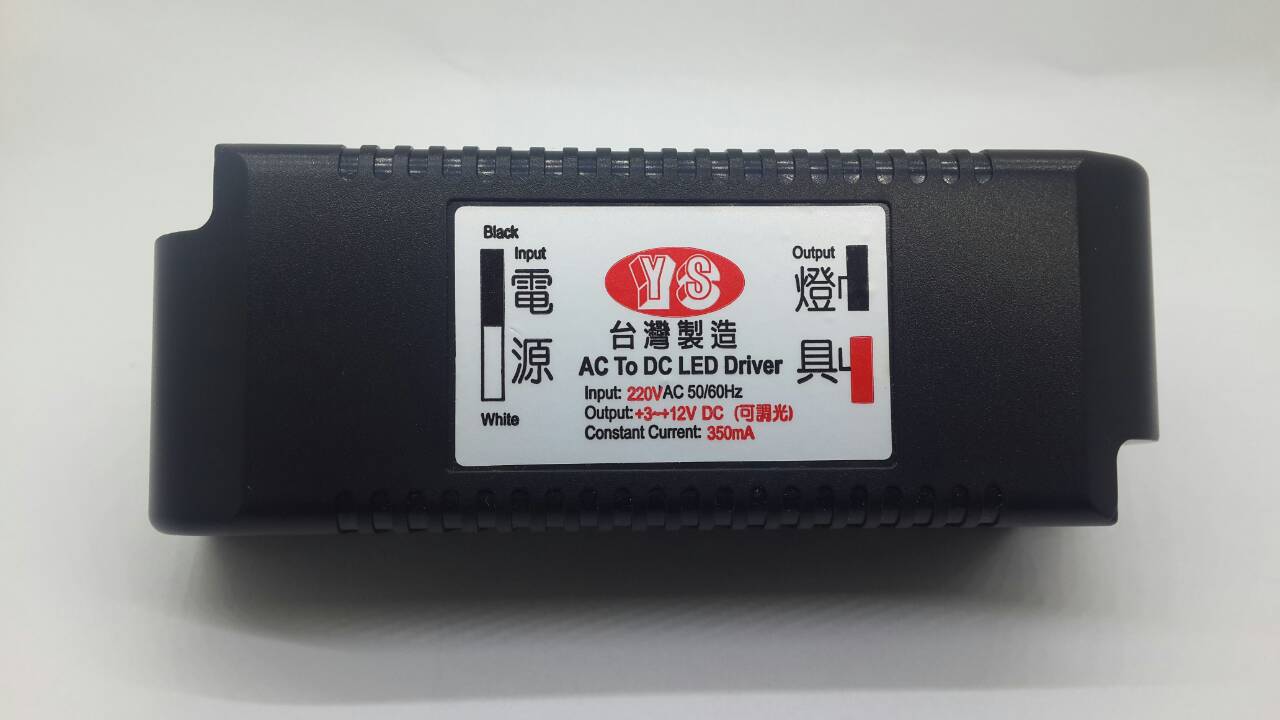 Black
Input
電源
White
YS
台灣製造
AC To DC LED Driver
Input: 220VAC 50/60Hz
Output:+3~+12V DC (可調光)
Constant Current: 350mA
Output
燈具